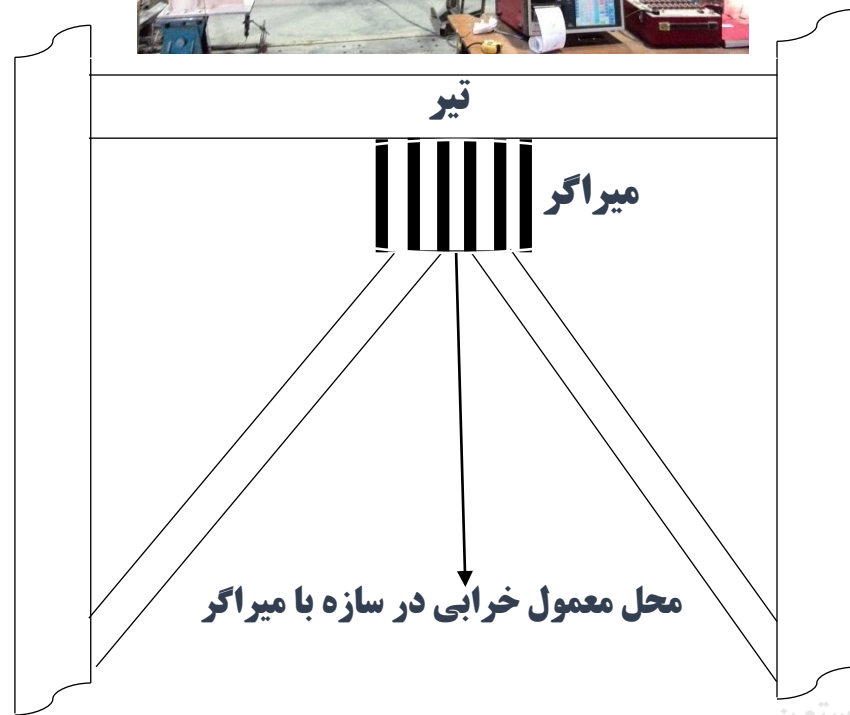 تیر
میراگر
محل معمول خرابی در سازه با میراگر